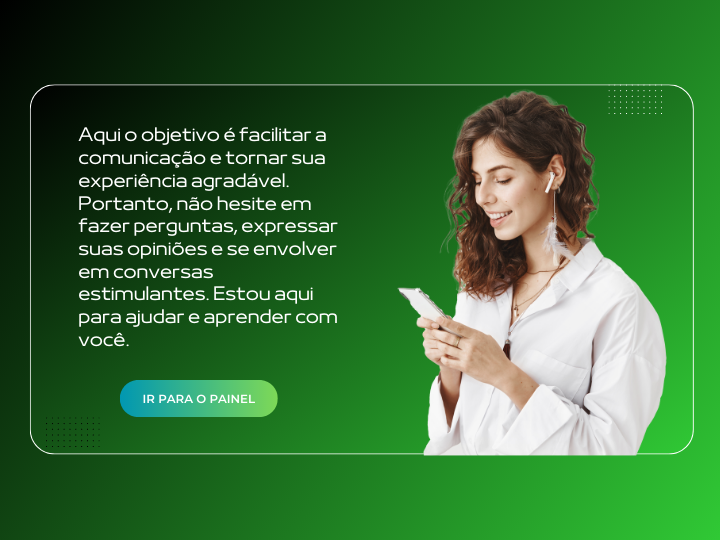 Aqui o objetivo é facilitar a
comunicação e tornar sua
experiência agradável.
Portanto, não hesite em
fazer perguntas, expressar
suas opiniões e se envolver
em conversas
estimulantes. Estou aqui
para ajudar e aprender com
você.
IR PARA O PAINEL